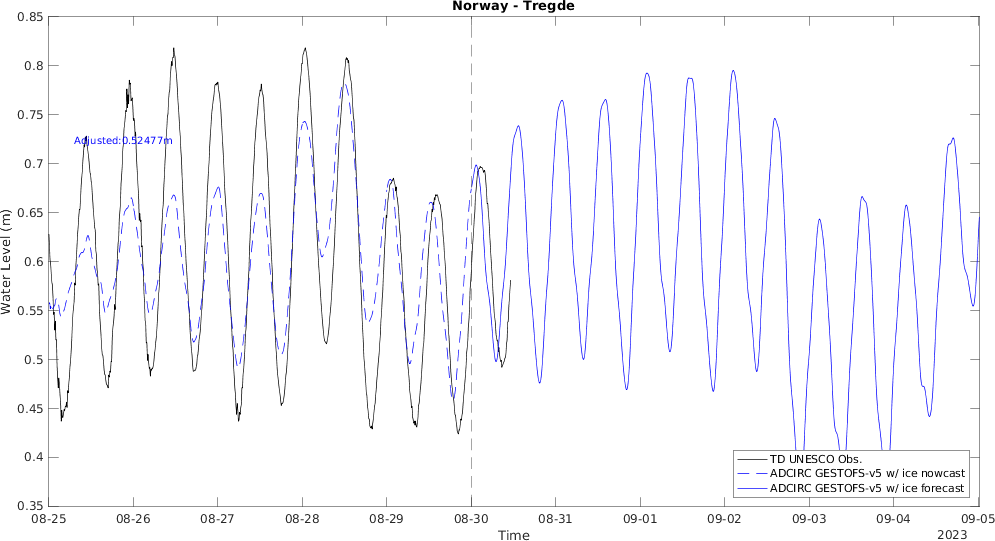 Norway - Tregde
0.85
0.8
0.75
0.7
0.65
0.6
0.55
0.5
0.45
0.4
0.35
Water Level (m)
Adjusted:0.52477m
TD UNESCO Obs.
ADCIRC GESTOFS-v5 w/ ice nowcast
ADCIRC GESTOFS-v5 w/ ice forecast
08-25 08-26 08-27 08-28 08-29 08-30 08-31 09-01 09-02 09-03 09-04 09-05
Time
2023